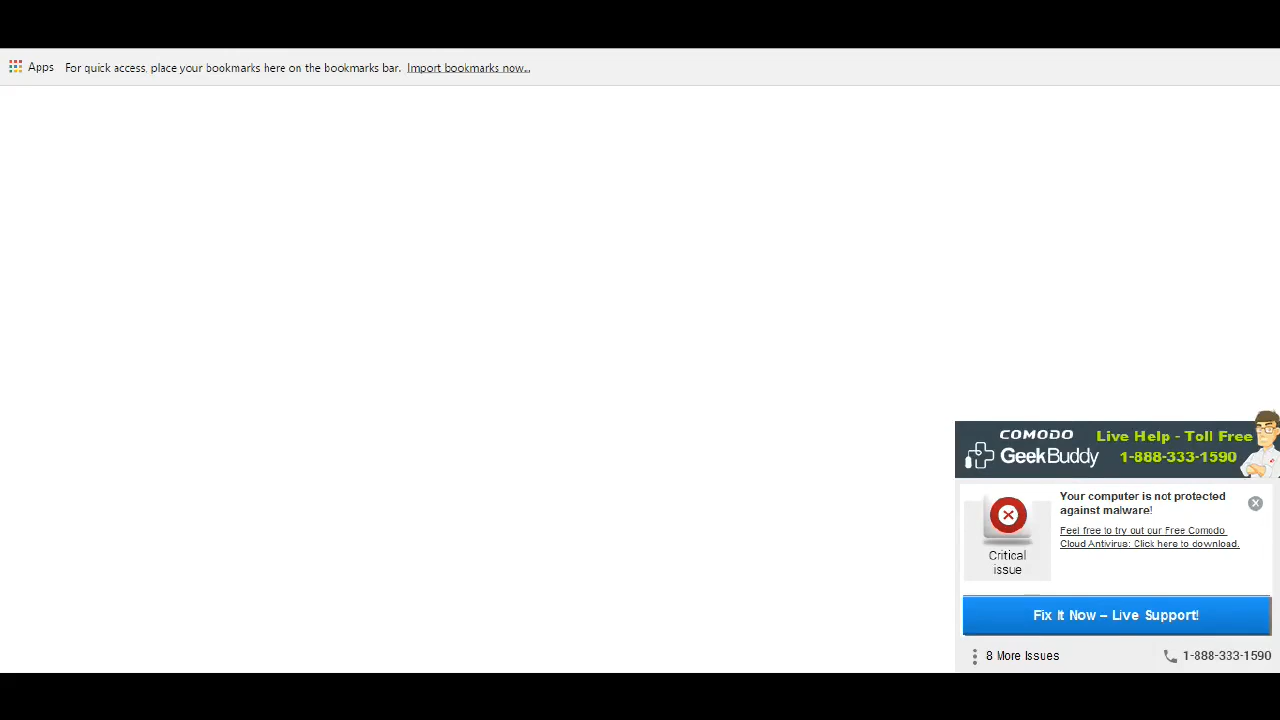 Apps For quick access, place your bookmarks here on the bookmarks bar. Import bookmarks now...
COMODO
GeekBuddy
Live Help - Toll Free
1-888-333-1590
Your computer is not protected
against malware!
Feel free to try out our Free Comodo
Cloud Antivirus: Click here to download.
Critical
issue
Fix It Now – Live Support!
8 More Issues
1-888-333-1590